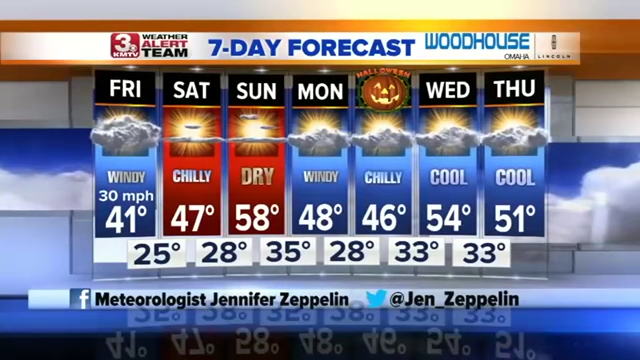 3 KMTV WEATHER ALERT TEAM 7-DAY FORECAST WOODHOUSE OMAHA LINCOLN
FRI SAT SUN MON HALLOWEEN WED THU
WINDY CHILLY DRY WINDY CHILLY COOL COOL
30 mph
41° 47° 58° 48° 46° 54° 51°
25° 28° 35° 28° 33° 33°
f Meteorologist Jennifer Zeppelin @Jen_Zeppelin